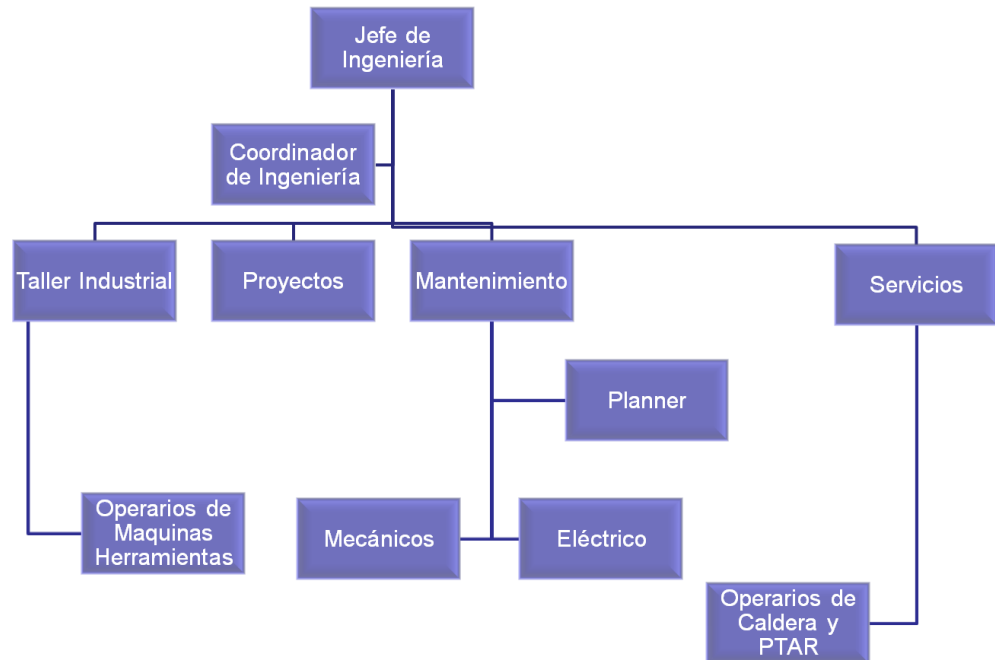 Jefe de
Ingeniería
Coordinador
de Ingeniería
Taller Industrial
Proyectos
Mantenimiento
Servicios
Planner
Operarios de
Maquinas
Herramientas
Mecánicos
Eléctrico
Operarios de
Caldera y
PTAR